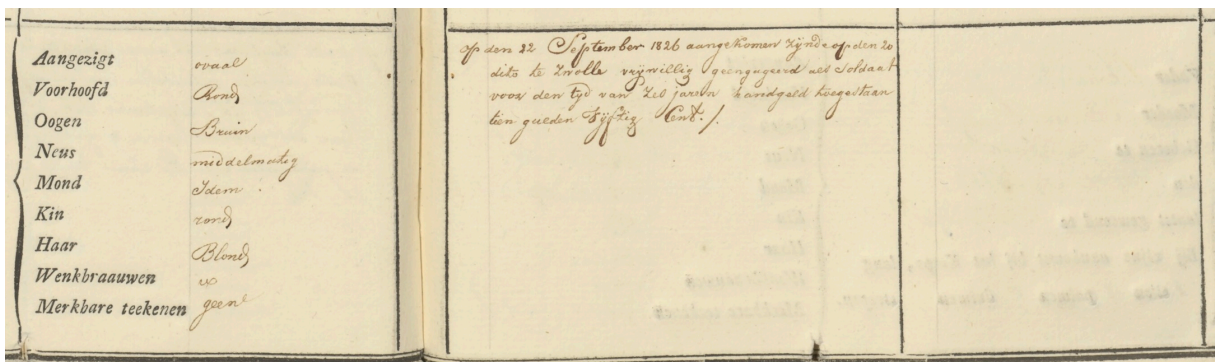 Aangezigt ovaal
Voorhoofd Rond
Oogen Bruin
Neus middelmatig
Mond Idem
Kin rond
Haar Blond
Wenkbraauwen
Merkbare teekenen geene
Op den 22 September 1826 aangekomen zijnde op den 20
dito te Zwolle vrijwillig geengageerd als Soldaat
voor den tyd van Zes jaren handgeld toegestaan
tien gulden Vijftig Cent./.